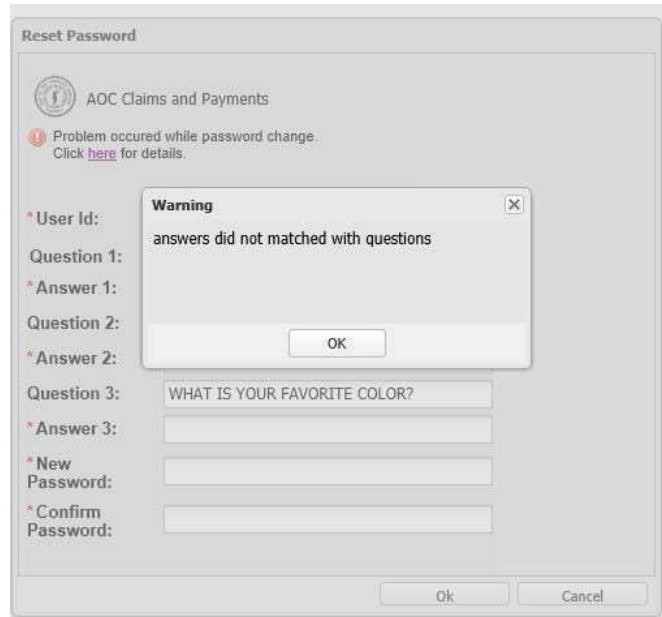 Reset Password
AOC Claims and Payments
Problem occured while password change.
Click here for details.
Warning
answers did not matched with questions
OK
*User Id:
Question 1:
*Answer 1:
Question 2:
*Answer 2:
Question 3: WHAT IS YOUR FAVORITE COLOR?
*Answer 3:
*New
Password:
*Confirm
Password:
Ok Cancel